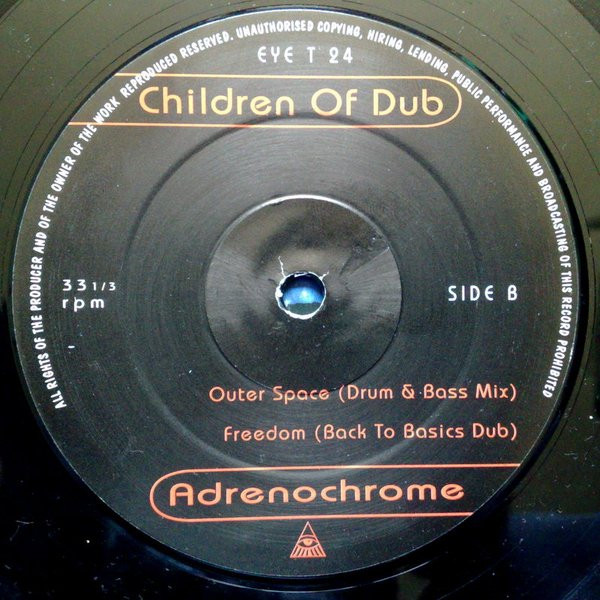 ALL RIGHTS OF THE PRODUCER AND OF THE OWNER OF THE WORK REPRODUCED RESERVED. UNAUTHORISED COPYING, HIRING, LENDING, PUBLIC PERFORMANCE AND BROADCASTING OF THIS RECORD PROHIBITED
EYE T 24
Children Of Dub
33 1/3
rpm
SIDE B
Outer Space (Drum & Bass Mix)
Freedom (Back To Basics Dub)
Adrenochrome